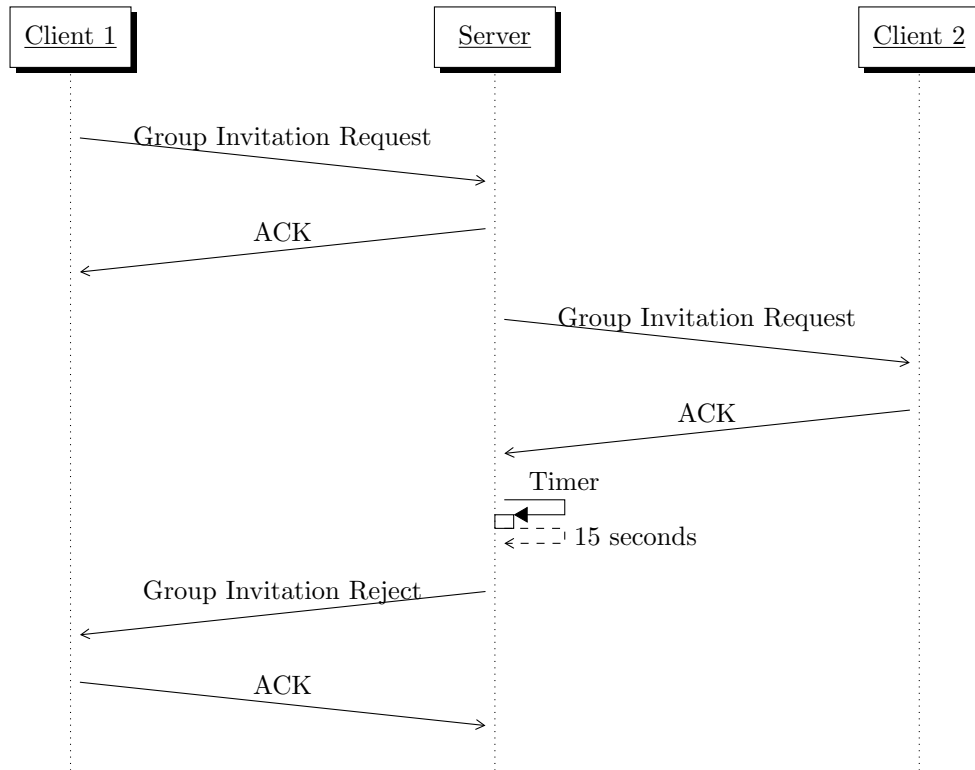 Client 1
Server
Client 2
Group Invitation Request
ACK
Group Invitation Request
ACK
Timer
15 seconds
Group Invitation Reject
ACK